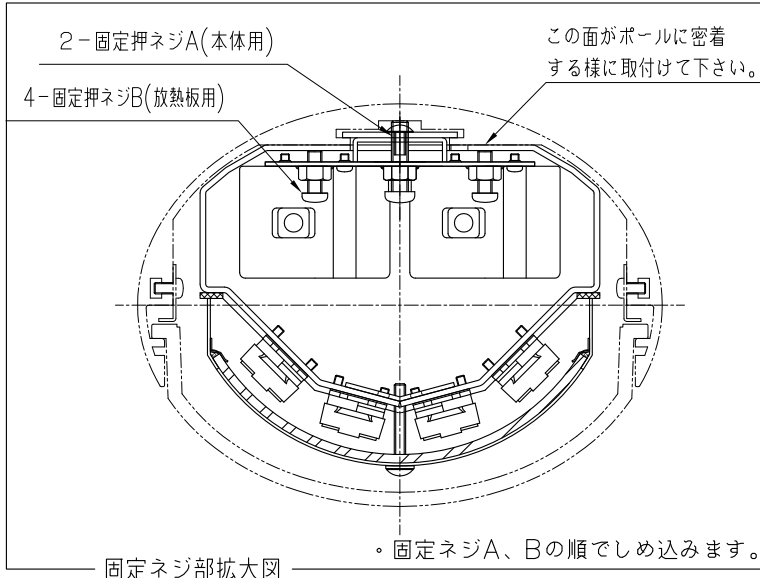 2－固定押ネジA(本体用)
4－固定押ネジB(放熱板用)
この面がポールに密着
する様に取付けて下さい。
。固定ネジA、Bの順でしめ込みます。
固定ネジ部拡大図